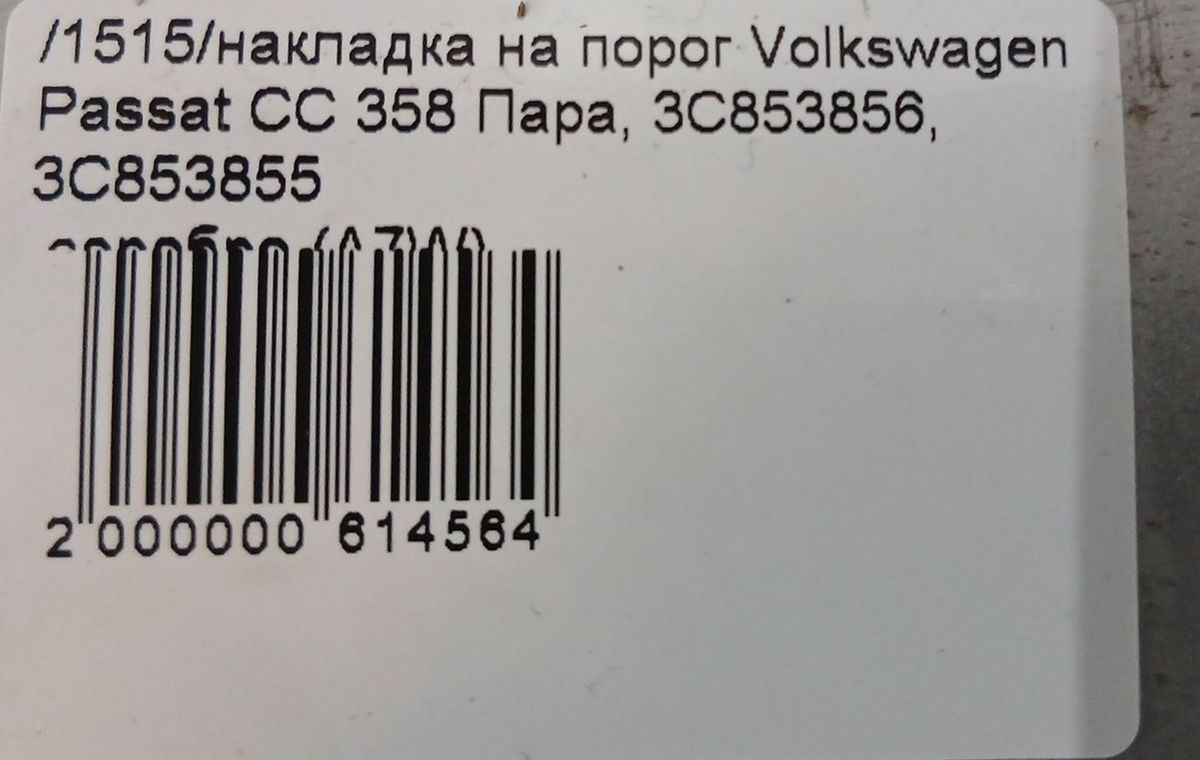 /1515/накладка на порог Volkswagen
Passat CC 358 Пара, 3C853856,
3C853855
2 000000 614564